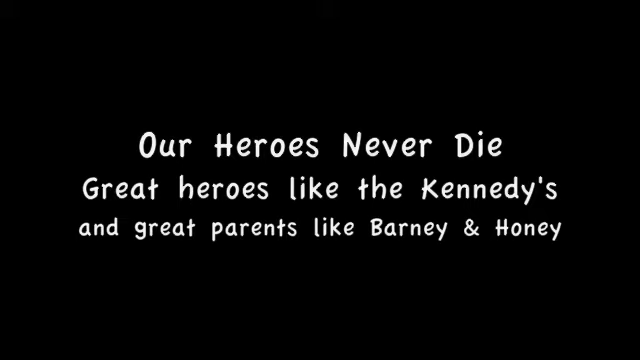 Our Heroes Never Die
Great heroes like the Kennedy's
and great parents like Barney & Honey